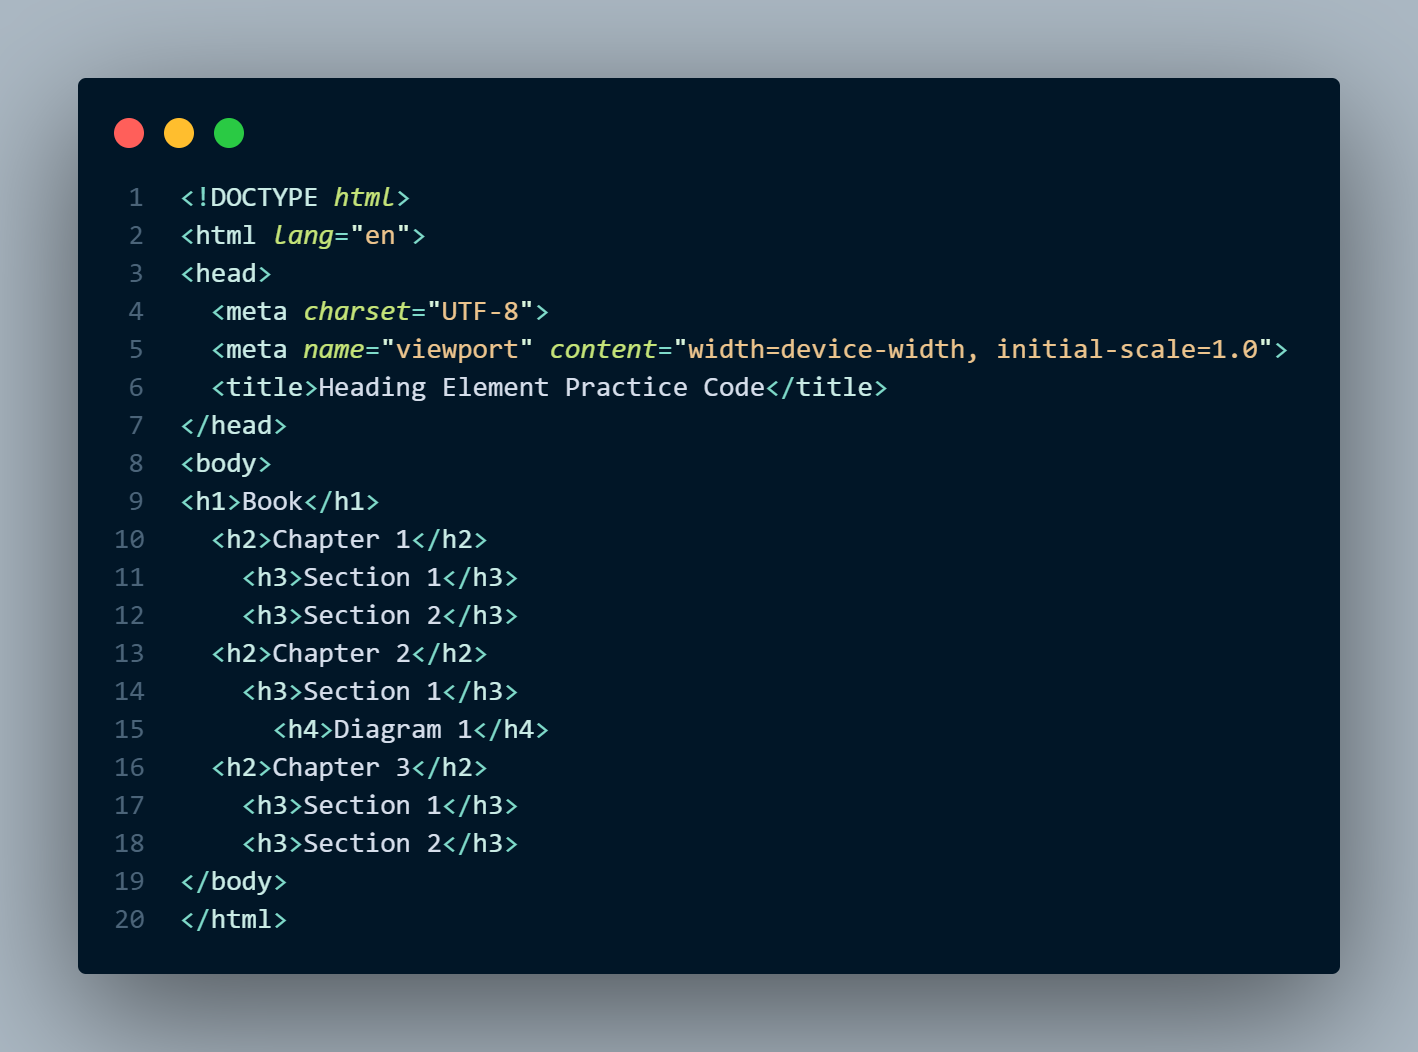 1 <!DOCTYPE html>
2 <html lang="en">
3 <head>
4   <meta charset="UTF-8">
5   <meta name="viewport" content="width=device-width, initial-scale=1.0">
6   <title>Heading Element Practice Code</title>
7 </head>
8 <body>
9 <h1>Book</h1>
10   <h2>Chapter 1</h2>
11     <h3>Section 1</h3>
12     <h3>Section 2</h3>
13   <h2>Chapter 2</h2>
14     <h3>Section 1</h3>
15       <h4>Diagram 1</h4>
16   <h2>Chapter 3</h2>
17     <h3>Section 1</h3>
18     <h3>Section 2</h3>
19 </body>
20 </html>